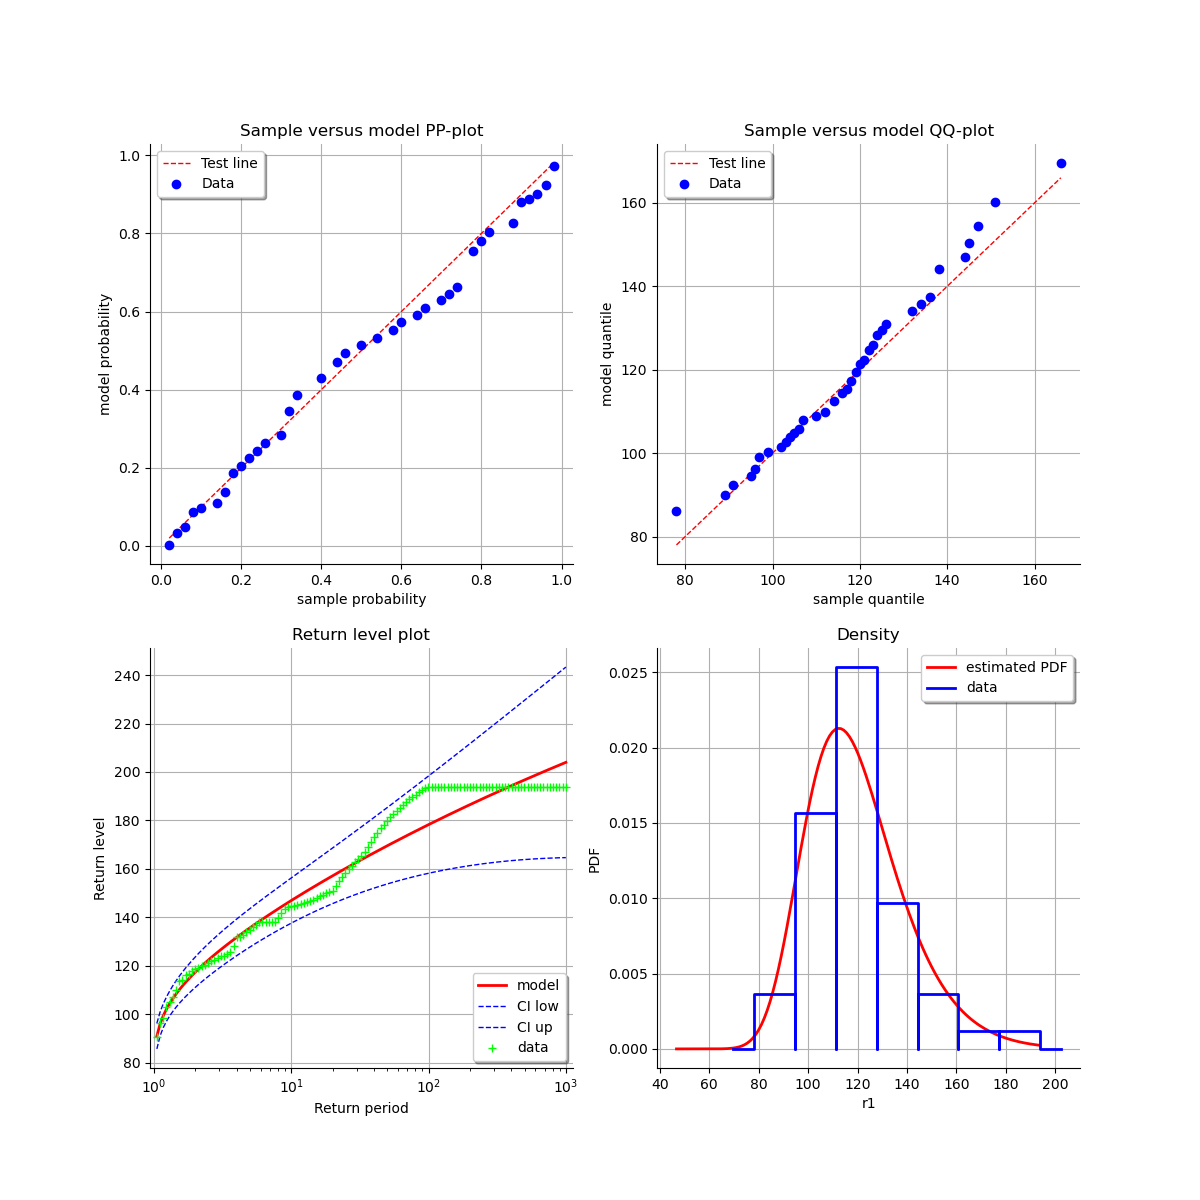 Sample versus model PP-plot
Test line
Data
1.0
0.8
0.6
0.4
0.2
0.0
model probability
0.0 0.2 0.4 0.6 0.8 1.0
sample probability
Sample versus model QQ-plot
Test line
Data
160
140
120
100
80
model quantile
80 100 120 140 160
sample quantile
Return level plot
240
220
200
180
160
140
120
100
80
Return level
model
CI low
CI up
data
10⁰ 10¹ 10² 10³
Return period
Density
estimated PDF
data
0.025
0.020
0.015
0.010
0.005
0.000
PDF
40 60 80 100 120 140 160 180 200
r1